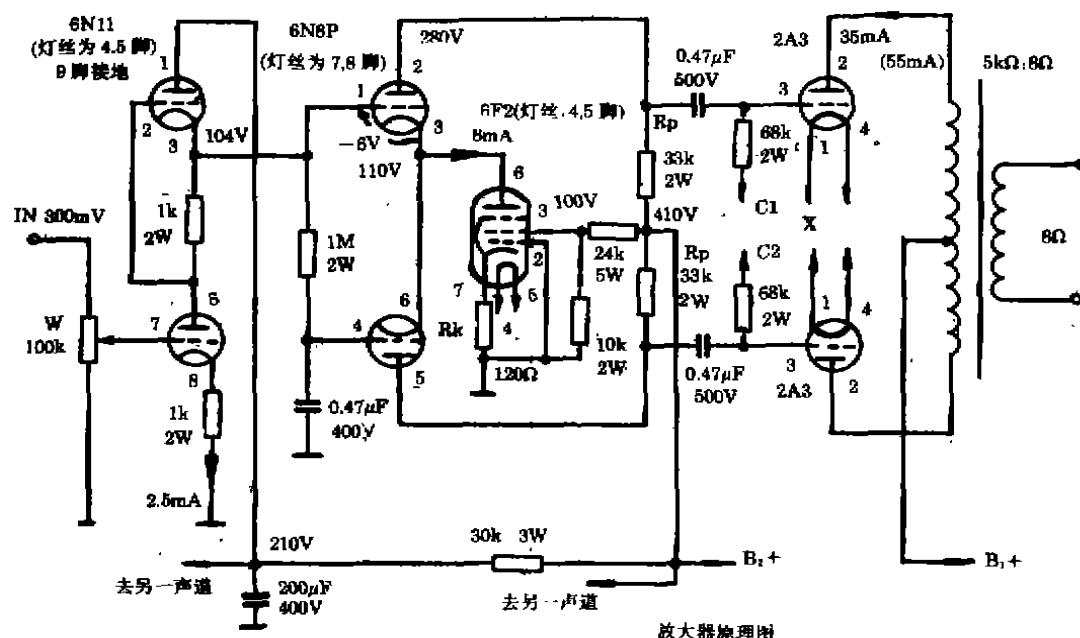 6N11
(灯丝为 4.5 脚)
9 脚接地
1
2
3
104V
1k
2W
IN 300mV
W
100k
7
6
8
1k
2W
2.5mA
去另一声道
210V
200μF
400V
6N8P
(灯丝为 7,8 脚)
280V
2
1
3
-6V
110V
8mA
1M
2W
6
4
5
0.47μF
400V
6F2(灯丝.4,5 脚)
6
3
100V
2
7
5
4
Rk
120Ω
24k
5W
10k
2W
Rp
33k
2W
410V
Rp
33k
2W
0.47μF
500V
68k
2W
C1
C2
68k
2W
0.47μF
500V
2A3
35mA
(55mA)
2
3
4
1
X
1
4
3
2
2A3
5kΩ:8Ω
8Ω
30k 3W
B₂+
去另一声道
B₁+
放大器原理图